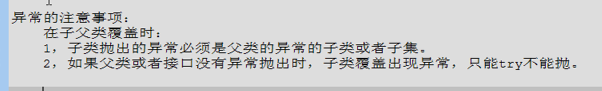 异常的注意事项：
在子父类覆盖时：
1，子类抛出的异常必须是父类的异常的子类或者子集。
2，如果父类或者接口没有异常抛出时，子类覆盖出现异常，只能try不能抛。